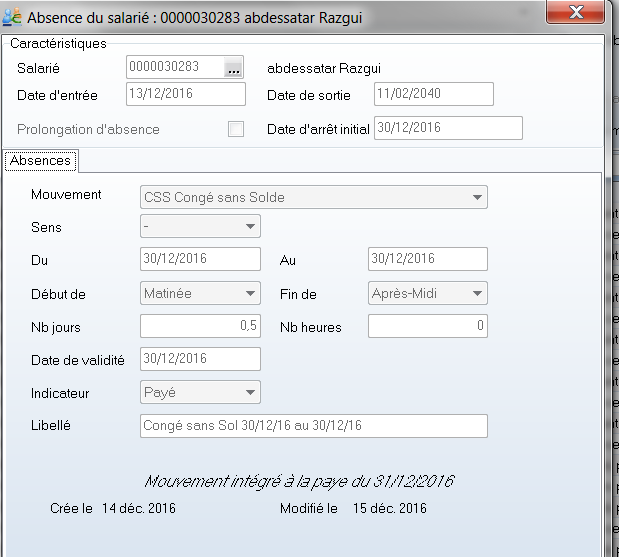 Absence du salarié : 0000030283 abdessatar Razgui
Caractéristiques
Salarié 0000030283 ... abdessatar Razgui
Date d'entrée 13/12/2016 Date de sortie 11/02/2040
Prolongation d'absence Date d'arrêt initial 30/12/2016
Absences
Mouvement CSS Congé sans Solde
Sens -
Du 30/12/2016 Au 30/12/2016
Début de Matinée Fin de Après-Midi
Nb jours 0,5 Nb heures 0
Date de validité 30/12/2016
Indicateur Payé
Libellé Congé sans Sol 30/12/16 au 30/12/16
Mouvement intégré à la paye du 31/12/2016
Crée le 14 déc. 2016 Modifié le 15 déc. 2016